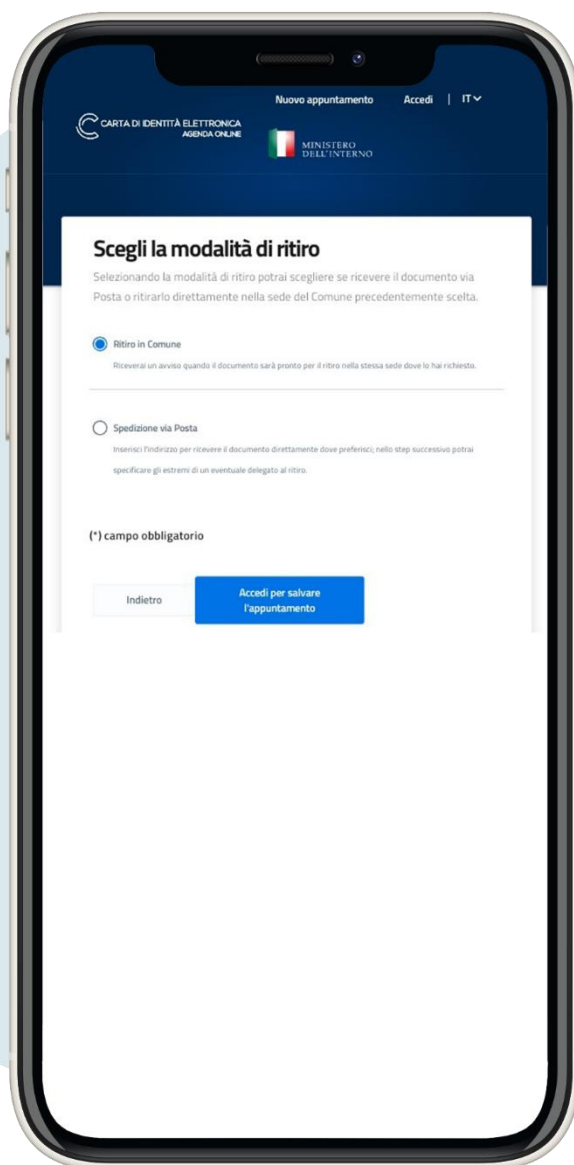 Nuovo appuntamento Accedi | IT
CARTA DI IDENTITÀ ELETTRONICA
AGENDA ONLINE
MINISTERO
DELL'INTERNO
Scegli la modalità di ritiro
Selezionando la modalità di ritiro potrai scegliere se ricevere il documento via
Posta o ritirarlo direttamente nella sede del Comune precedentemente scelta.
Ritiro in Comune
Riceverai un avviso quando il documento sarà pronto per il ritiro nella stessa sede dove lo hai richiesto.
Spedizione via Posta
Inserisci l'indirizzo per ricevere il documento direttamente dove preferisci; nello step successivo potrai
specificare gli estremi di un eventuale delegato al ritiro.
(*) campo obbligatorio
Indietro
Accedi per salvare
l'appuntamento